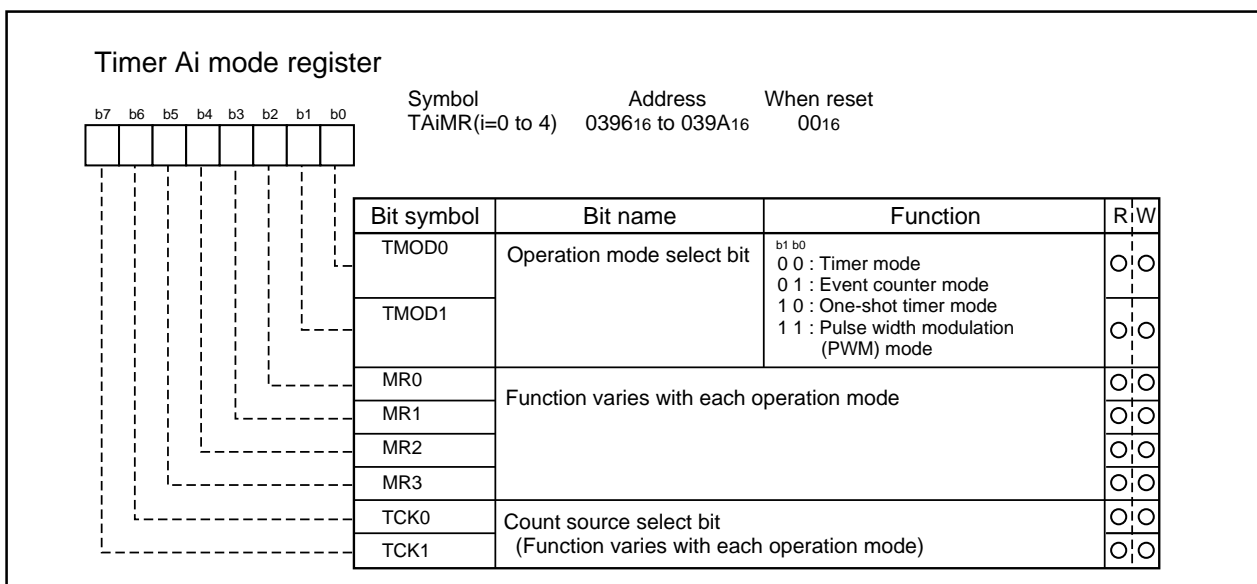 Timer Ai mode register
Symbol Address When reset
TAiMR(i=0 to 4) 039616 to 039A16 0016
b7 b6 b5 b4 b3 b2 b1 b0
Bit symbol Bit name Function R W
TMOD0 Operation mode select bit b1 b0
0 0 : Timer mode
0 1 : Event counter mode
TMOD1 1 0 : One-shot timer mode
1 1 : Pulse width modulation
(PWM) mode
MR0 Function varies with each operation mode
MR1
MR2
MR3
TCK0 Count source select bit
TCK1 (Function varies with each operation mode)